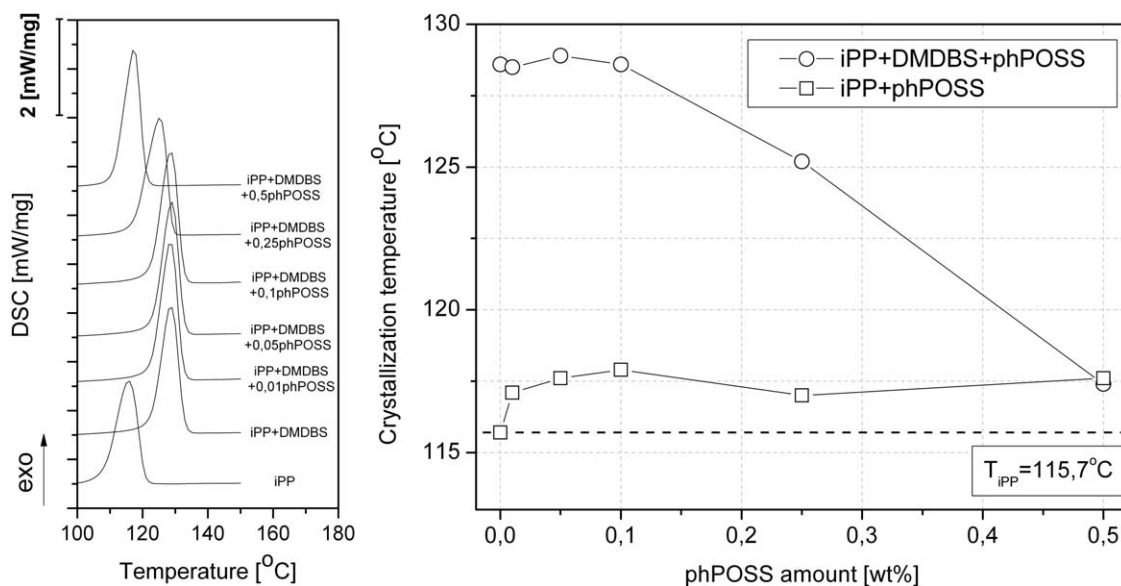 2 [mW/mg]
DSC [mW/mg]
exo
iPP+DMDBS
+0,5phPOSS
iPP+DMDBS
+0,25phPOSS
iPP+DMDBS
+0,1phPOSS
iPP+DMDBS
+0,05phPOSS
iPP+DMDBS
+0,01phPOSS
iPP+DMDBS
iPP
100 120 140 160 180
Temperature [°C]
Crystallization temperature [°C]
130
125
120
115
iPP+DMDBS+phPOSS
iPP+phPOSS
TiPP=115,7°C
0,0 0,1 0,2 0,3 0,4 0,5
phPOSS amount [wt%]